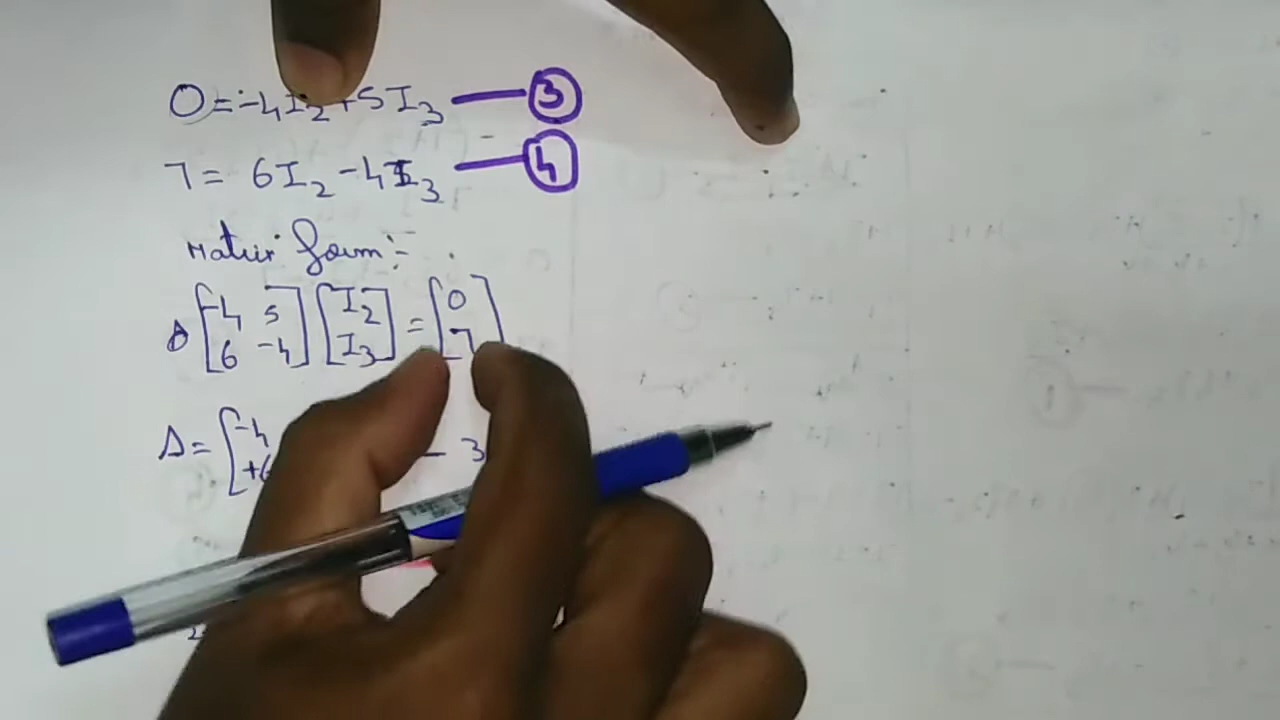 0 = -4I2 + 5I3 — 3
7 = 6I2 - 4I3 — 4
Matrix form :-
Δ [-4 5 6 -4] [I2 I3] = [0 7]
Δ = [-4 +6 - 3